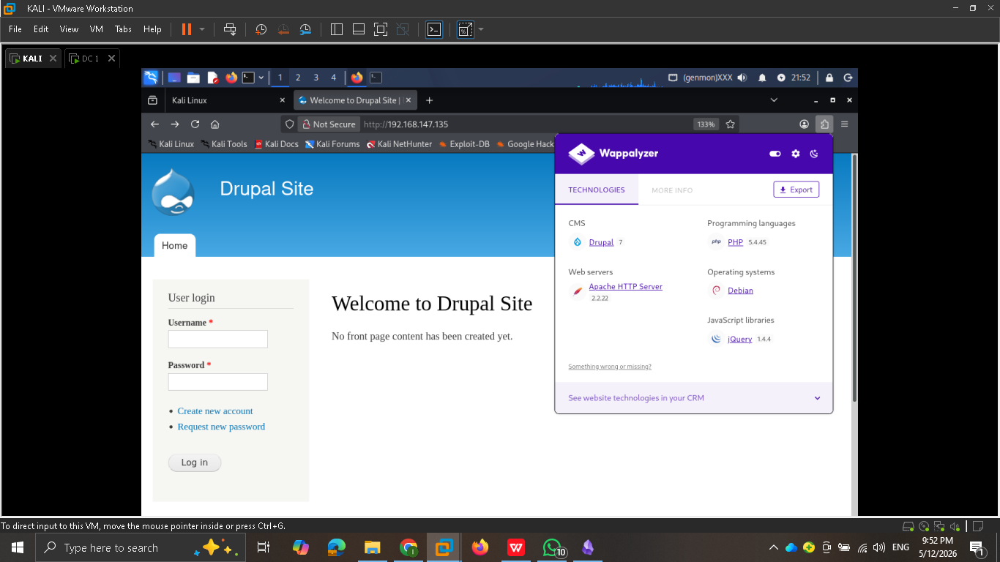 KALI - VMware Workstation
File Edit View VM Tabs Help
KALI DC 1
1 2 3 4 (genmon)XXX 21:52
Kali Linux Welcome to Drupal Site |
Not Secure http://192.168.147.135 133%
Kali Linux Kali Tools Kali Docs Kali Forums Kali NetHunter Exploit-DB Google Hack
Drupal Site
Home
User login
Username *
Password *
Create new account
Request new password
Log in
Welcome to Drupal Site
No front page content has been created yet.
Wappalyzer
TECHNOLOGIES MORE INFO Export
CMS
Drupal 7
Web servers
Apache HTTP Server
2.2.22
Programming languages
php PHP 5.4.45
Operating systems
Debian
JavaScript libraries
jQuery 1.4.4
Something wrong or missing?
See website technologies in your CRM
To direct input to this VM, move the mouse pointer inside or press Ctrl+G.
Type here to search
10
ENG
9:52 PM
5/12/2026
1